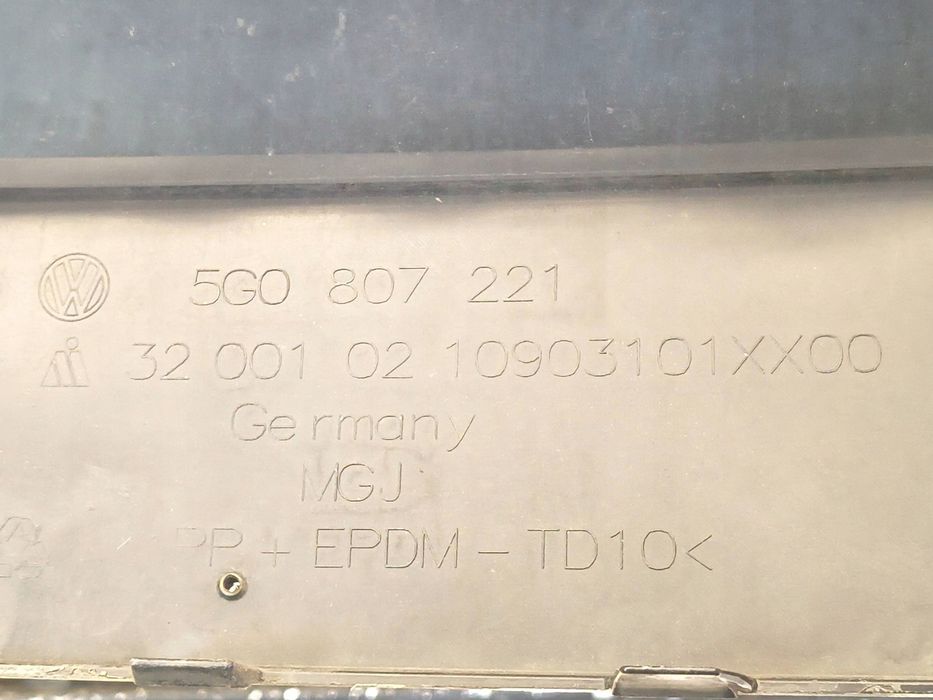 5G0 807 221
32 001 02 10903101XX00
Germany
MGJ
PP + EPDM - TD10<